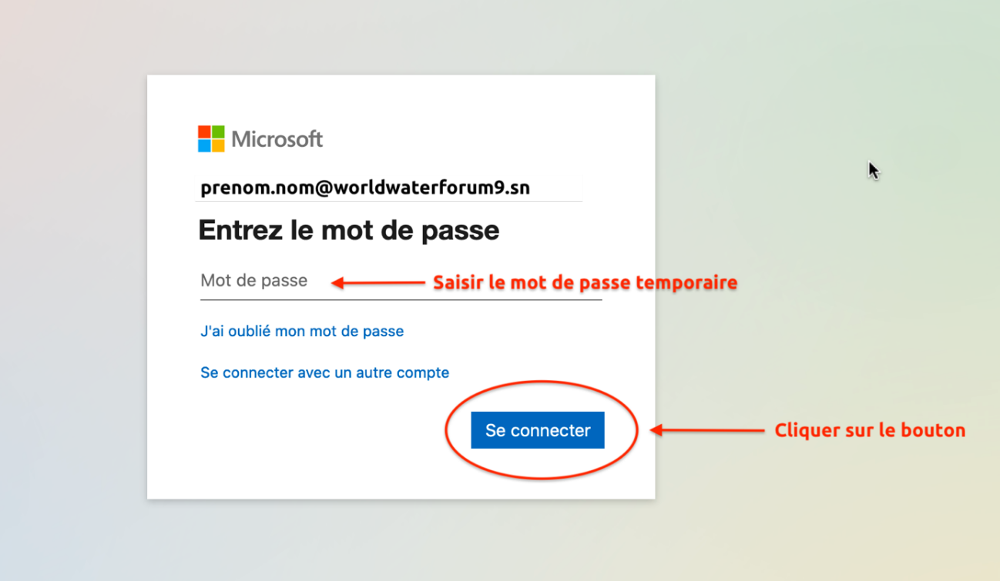 Microsoft
prenom.nom@worldwaterforum9.sn
Entrez le mot de passe
Mot de passe
Saisir le mot de passe temporaire
J'ai oublié mon mot de passe
Se connecter avec un autre compte
Se connecter
Cliquer sur le bouton